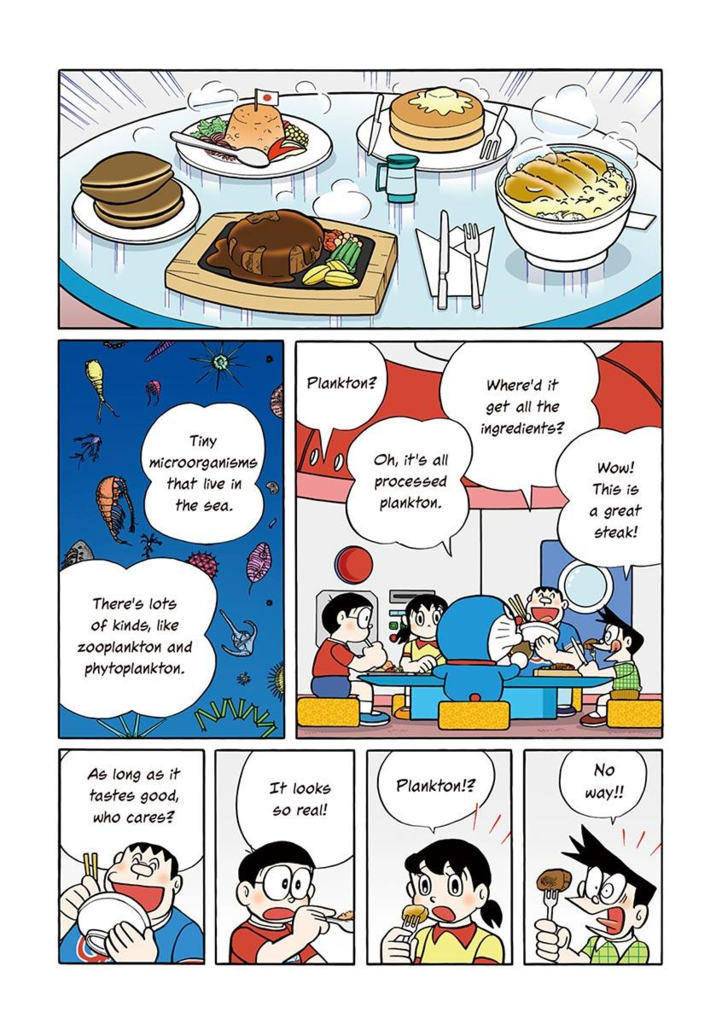 Wow!
This is
a great
steak!
Where'd it
get all the
ingredients?
Oh, it's all
processed
plankton.
Plankton?
Tiny
microorganisms
that live in
the sea.
There's lots
of kinds, like
zooplankton and
phytoplankton.
No
way!!
Plankton!?
It looks
so real!
As long as it
tastes good,
who cares?